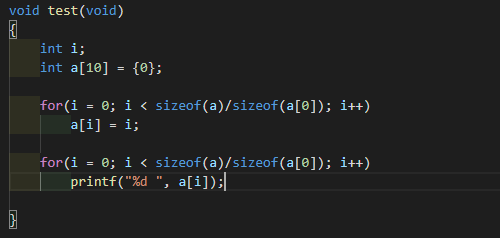 void test(void)
{
    int i;
    int a[10] = {0};

    for(i = 0; i < sizeof(a)/sizeof(a[0]); i++)
        a[i] = i;

    for(i = 0; i < sizeof(a)/sizeof(a[0]); i++)
        printf("%d ", a[i]);

}